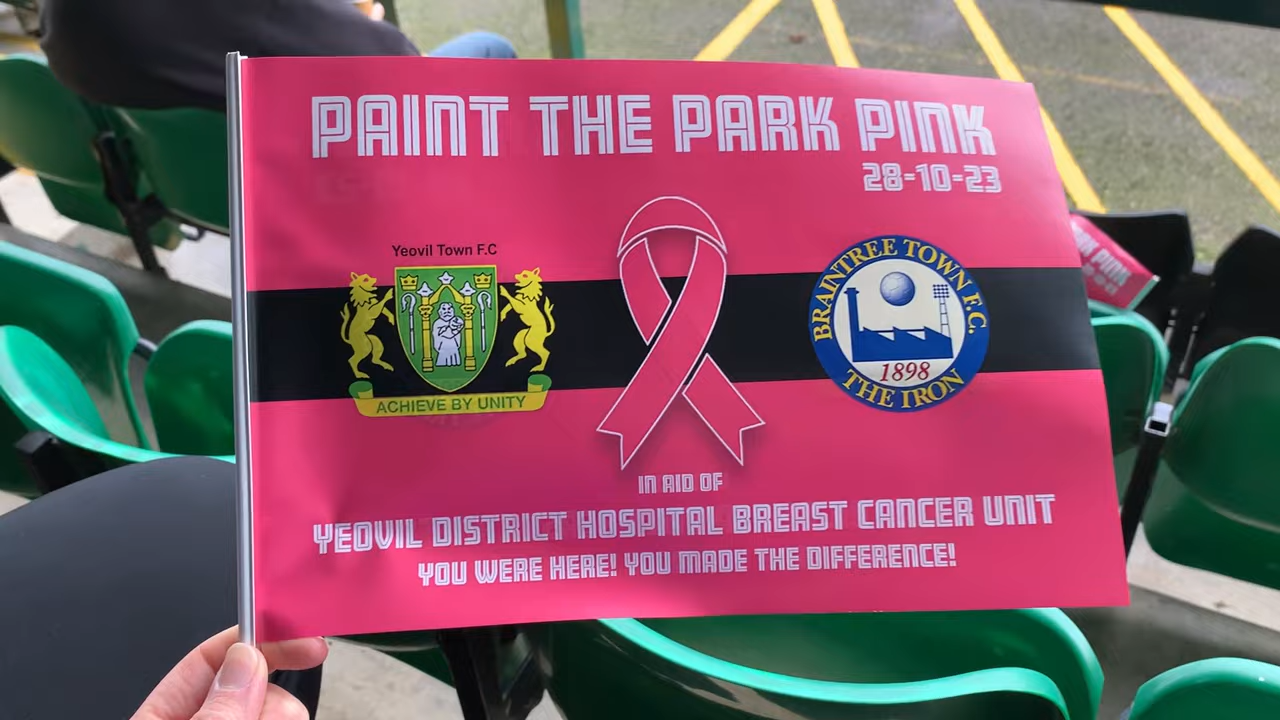 PAINT THE PARK PINK
28-10-23
Yeovil Town F.C
ACHIEVE BY UNITY
BRAINTREE TOWN F.C.
1898
THE IRON
IN AID OF
YEOVIL DISTRICT HOSPITAL BREAST CANCER UNIT
YOU WERE HERE! YOU MADE THE DIFFERENCE!
PINK